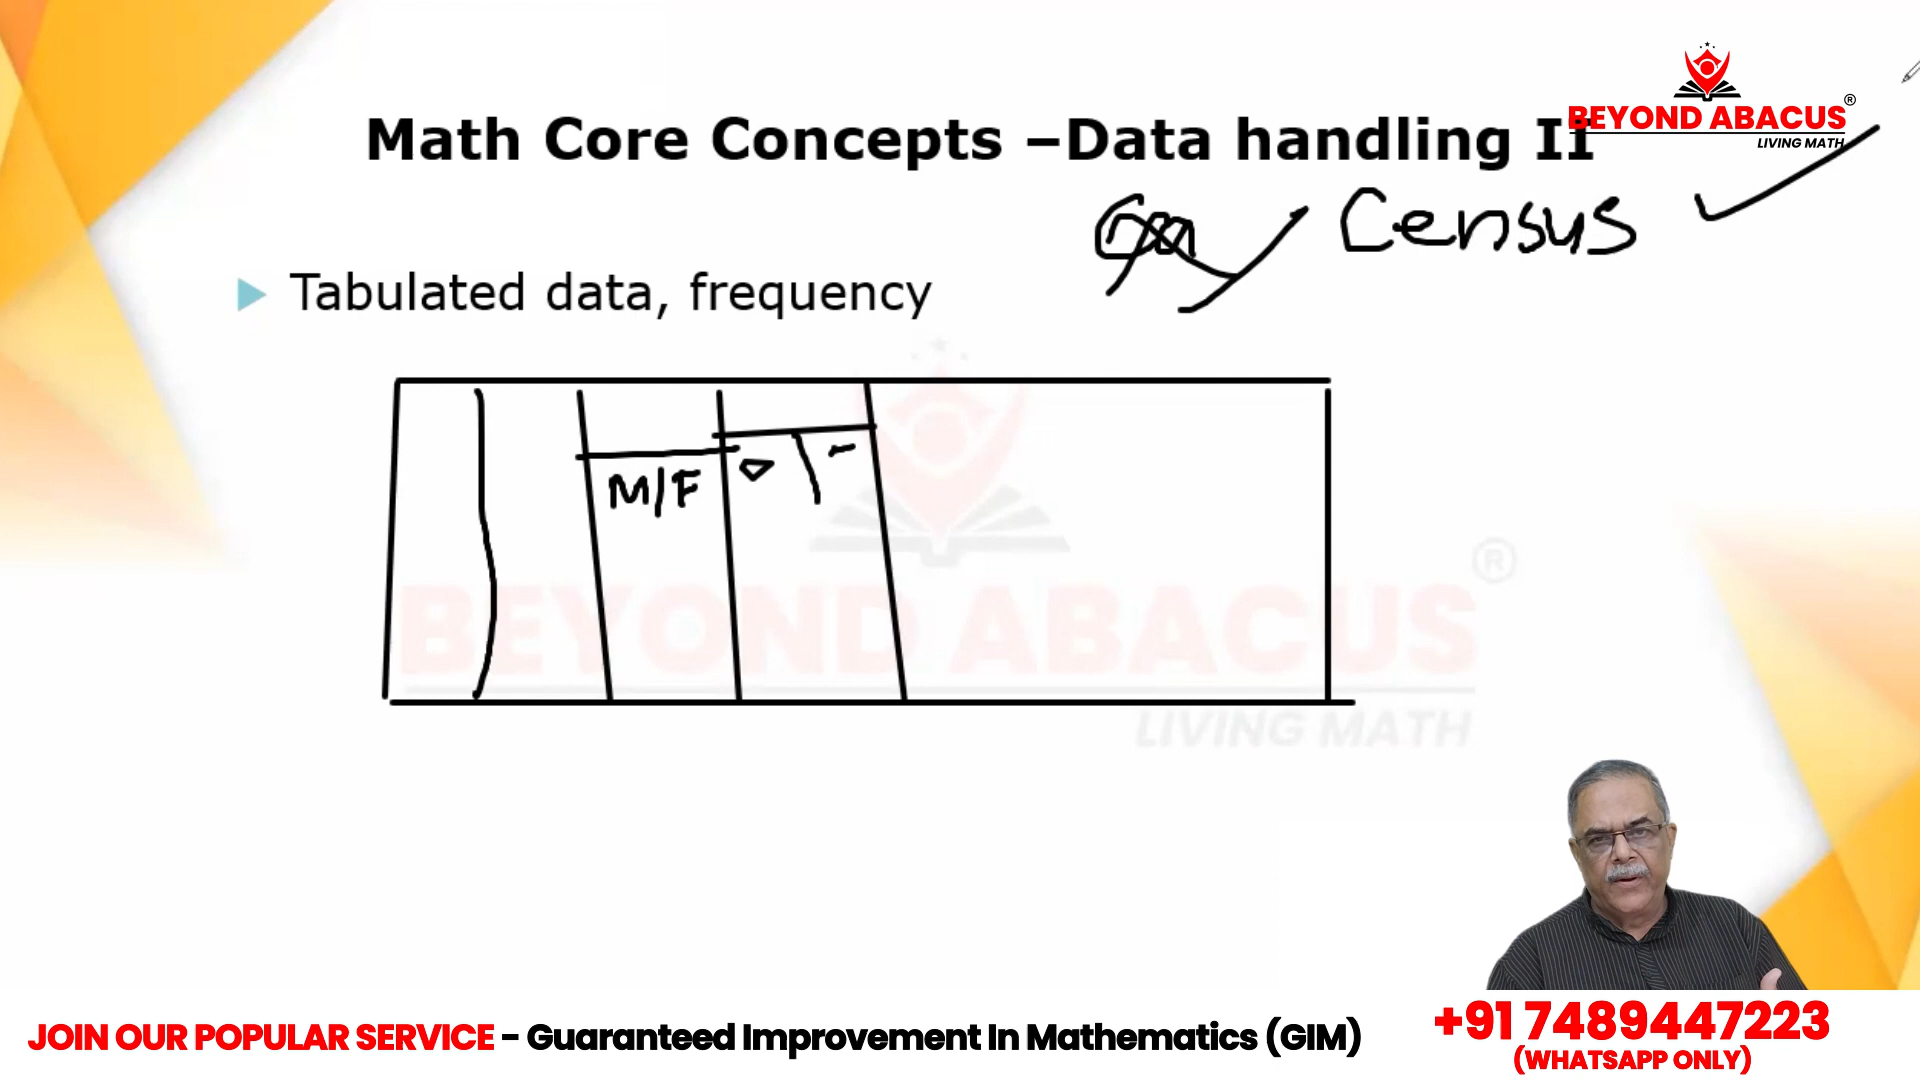 BEYOND ABACUS®
LIVING MATH
Math Core Concepts –Data handling II
Census
Tabulated data, frequency
M/F
BEYOND ABACUS®
LIVING MATH
JOIN OUR POPULAR SERVICE – Guaranteed Improvement In Mathematics (GIM)
+91 7489447223
(WHATSAPP ONLY)